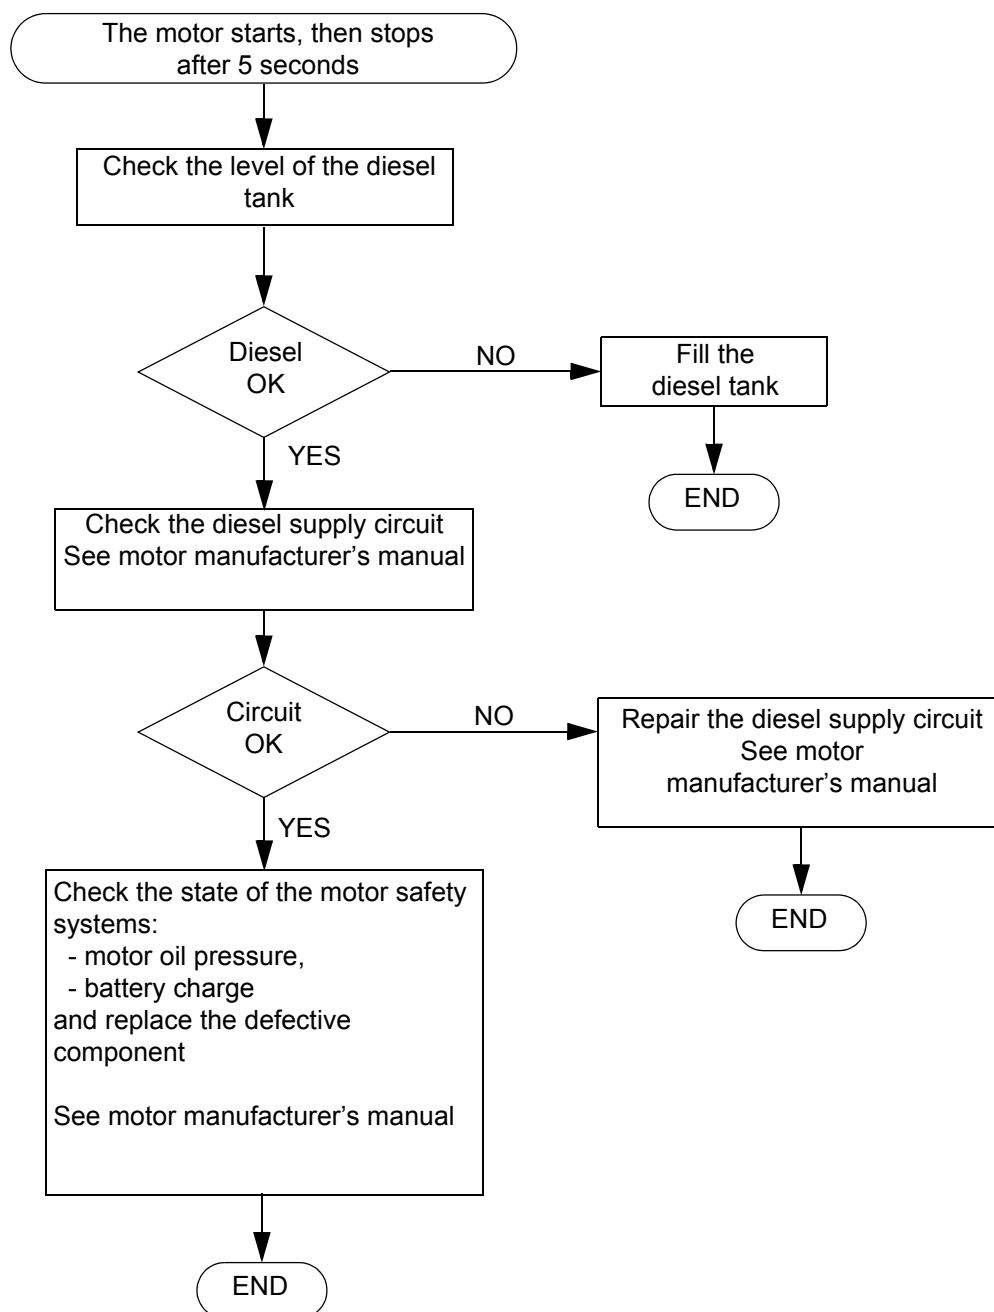 The motor starts, then stops
after 5 seconds
Check the level of the diesel
tank
Diesel
OK
NO
Fill the
diesel tank
END
YES
Check the diesel supply circuit
See motor manufacturer’s manual
Circuit
OK
NO
Repair the diesel supply circuit
See motor
manufacturer’s manual
END
YES
Check the state of the motor safety
systems:
- motor oil pressure,
- battery charge
and replace the defective
component
See motor manufacturer’s manual
END